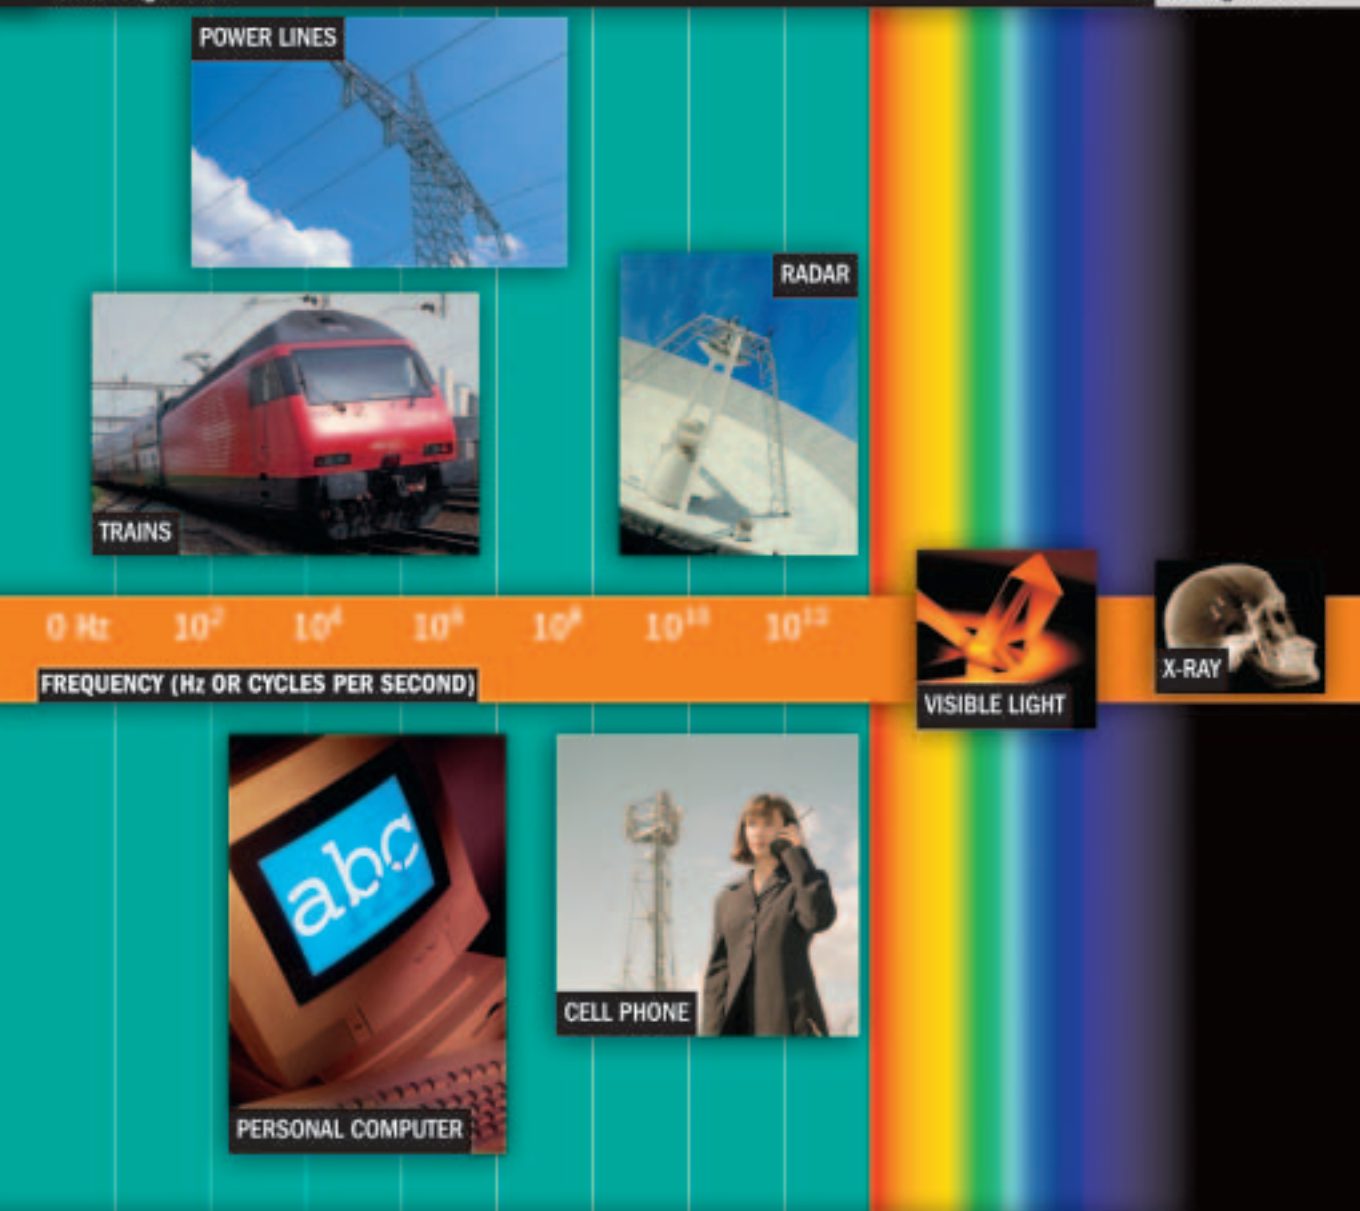 POWER LINES
RADAR
TRAINS
0 Hz 10² 10⁴ 10⁶ 10⁸ 10¹⁰ 10¹²
VISIBLE LIGHT
X-RAY
FREQUENCY (Hz OR CYCLES PER SECOND)
abc
CELL PHONE
PERSONAL COMPUTER